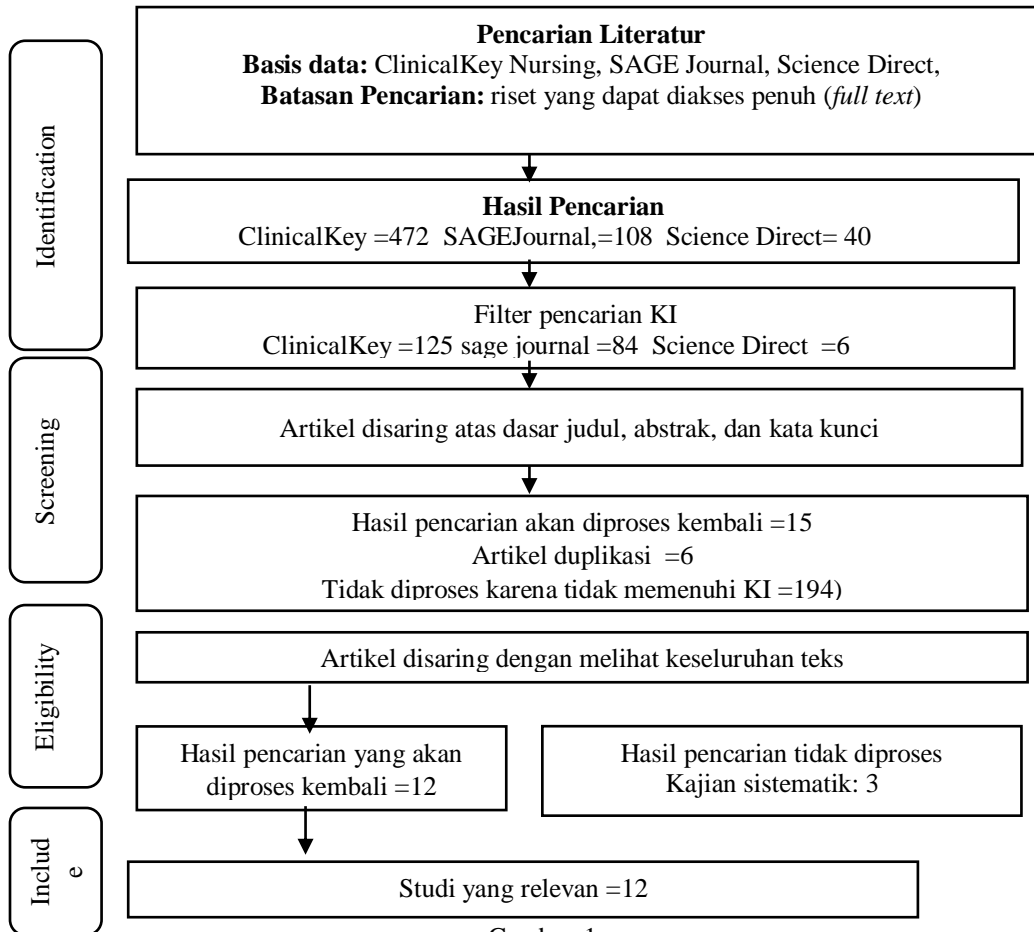 Identification
Pencarian Literatur
Basis data: ClinicalKey Nursing, SAGE Journal, Science Direct,
Batasan Pencarian: riset yang dapat diakses penuh (full text)
Hasil Pencarian
ClinicalKey =472 SAGEJournal,=108 Science Direct= 40
Filter pencarian KI
ClinicalKey =125 sage journal =84 Science Direct =6
Screening
Artikel disaring atas dasar judul, abstrak, dan kata kunci
Hasil pencarian akan diproses kembali =15
Artikel duplikasi =6
Tidak diproses karena tidak memenuhi KI =194)
Eligibility
Artikel disaring dengan melihat keseluruhan teks
Hasil pencarian yang akan
diproses kembali =12
Hasil pencarian tidak diproses
Kajian sistematik: 3
Includ
e
Studi yang relevan =12